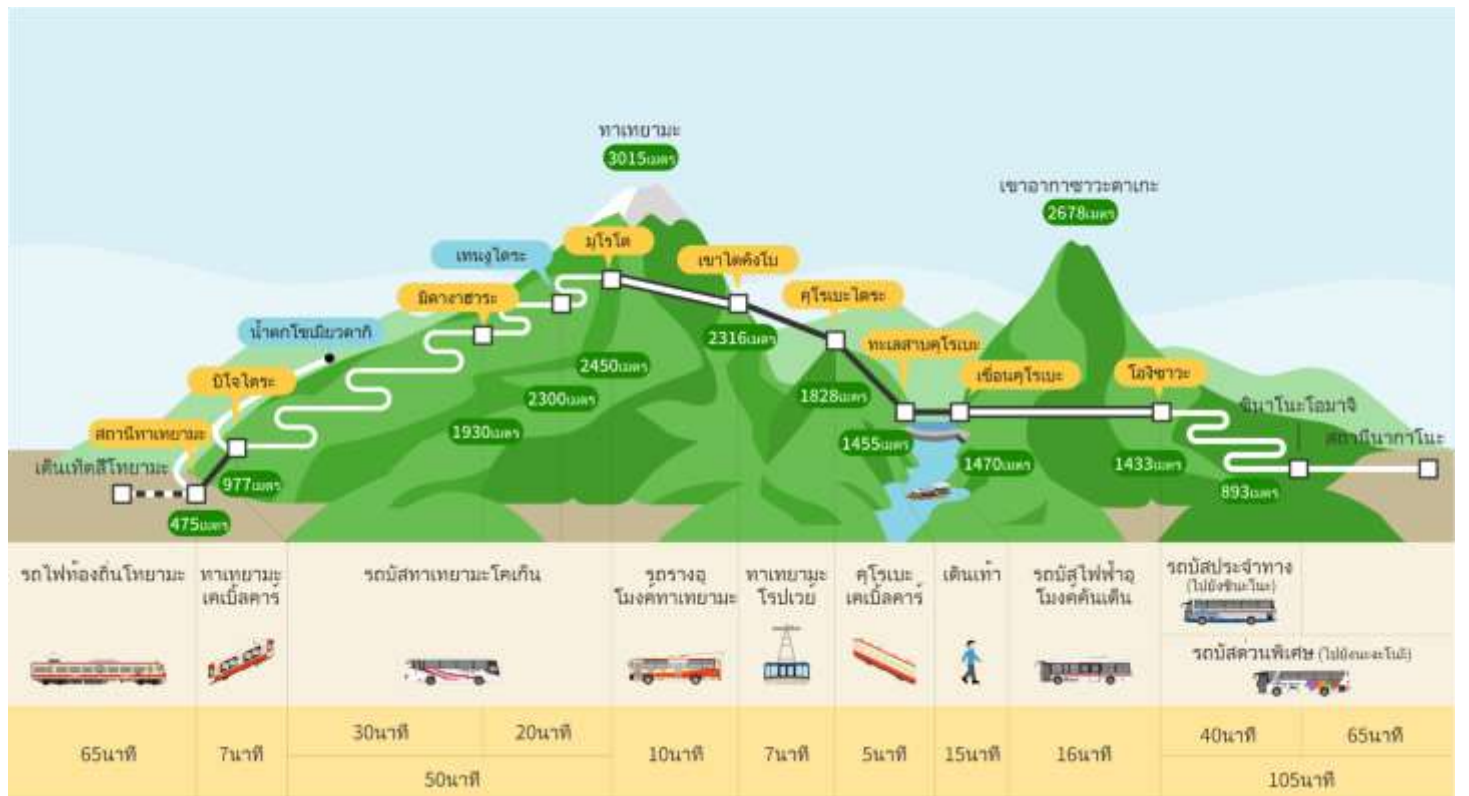 ทาเทยามะ
3015เมตร
เขาอากาซาวะดาเกะ
2678เมตร
มุโรโด
เทนงูไดระ
เขาไดคังโบ
มิดางาฮาระ
คุโรเบะไดระ
น้ำตกโชเมียวดากิ
2316เมตร
ทะเลสาบคุโรเบะ
2450เมตร
บิโจไดระ
เขื่อนคุโรเบะ
โอกิซาวะ
2300เมตร
1828เมตร
ชินาโนะโอมาจิ
สถานีทาเทยามะ
1930เมตร
1455เมตร
สถานีนากาโนะ
เด็นเท็ตสึโทยามะ
977เมตร
1470เมตร
1433เมตร
893เมตร
475เมตร
รถไฟท้องถิ่นโทยามะ
ทาเทยามะ
เคเบิ้ลคาร์
รถบัสทาเทยามะโคเก็น
รถรางอุ
โมงค์ทาเทยามะ
ทาเทยามะ
โรปเวย์
คุโรเบะ
เคเบิ้ลคาร์
เดินเท้า
รถบัสไฟฟ้าอุ
โมงค์คันเด็น
รถบัสประจำทาง
(ไปยังชินะโนะ)
รถบัสด่วนพิเศษ (ไปยังนะงะโนะ)
65นาที
7นาที
30นาที
20นาที
50นาที
10นาที
7นาที
5นาที
15นาที
16นาที
40นาที
65นาที
105นาที